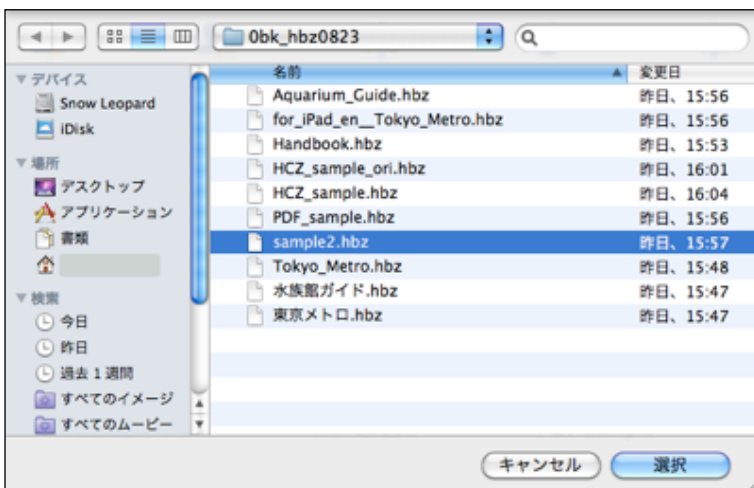 0bk_hbz0823
▼デバイス
Snow Leopard
iDisk
▼場所
デスクトップ
アプリケーション
書類
▼検索
今日
昨日
過去 1 週間
すべてのイメージ
すべてのムービー
名前 変更日
Aquarium_Guide.hbz 昨日、15:56
for_iPad_en__Tokyo_Metro.hbz 昨日、15:56
Handbook.hbz 昨日、15:53
HCZ_sample_ori.hbz 昨日、16:01
HCZ_sample.hbz 昨日、16:04
PDF_sample.hbz 昨日、15:56
sample2.hbz 昨日、15:57
Tokyo_Metro.hbz 昨日、15:48
水族館ガイド.hbz 昨日、15:47
東京メトロ.hbz 昨日、15:47
キャンセル 選択